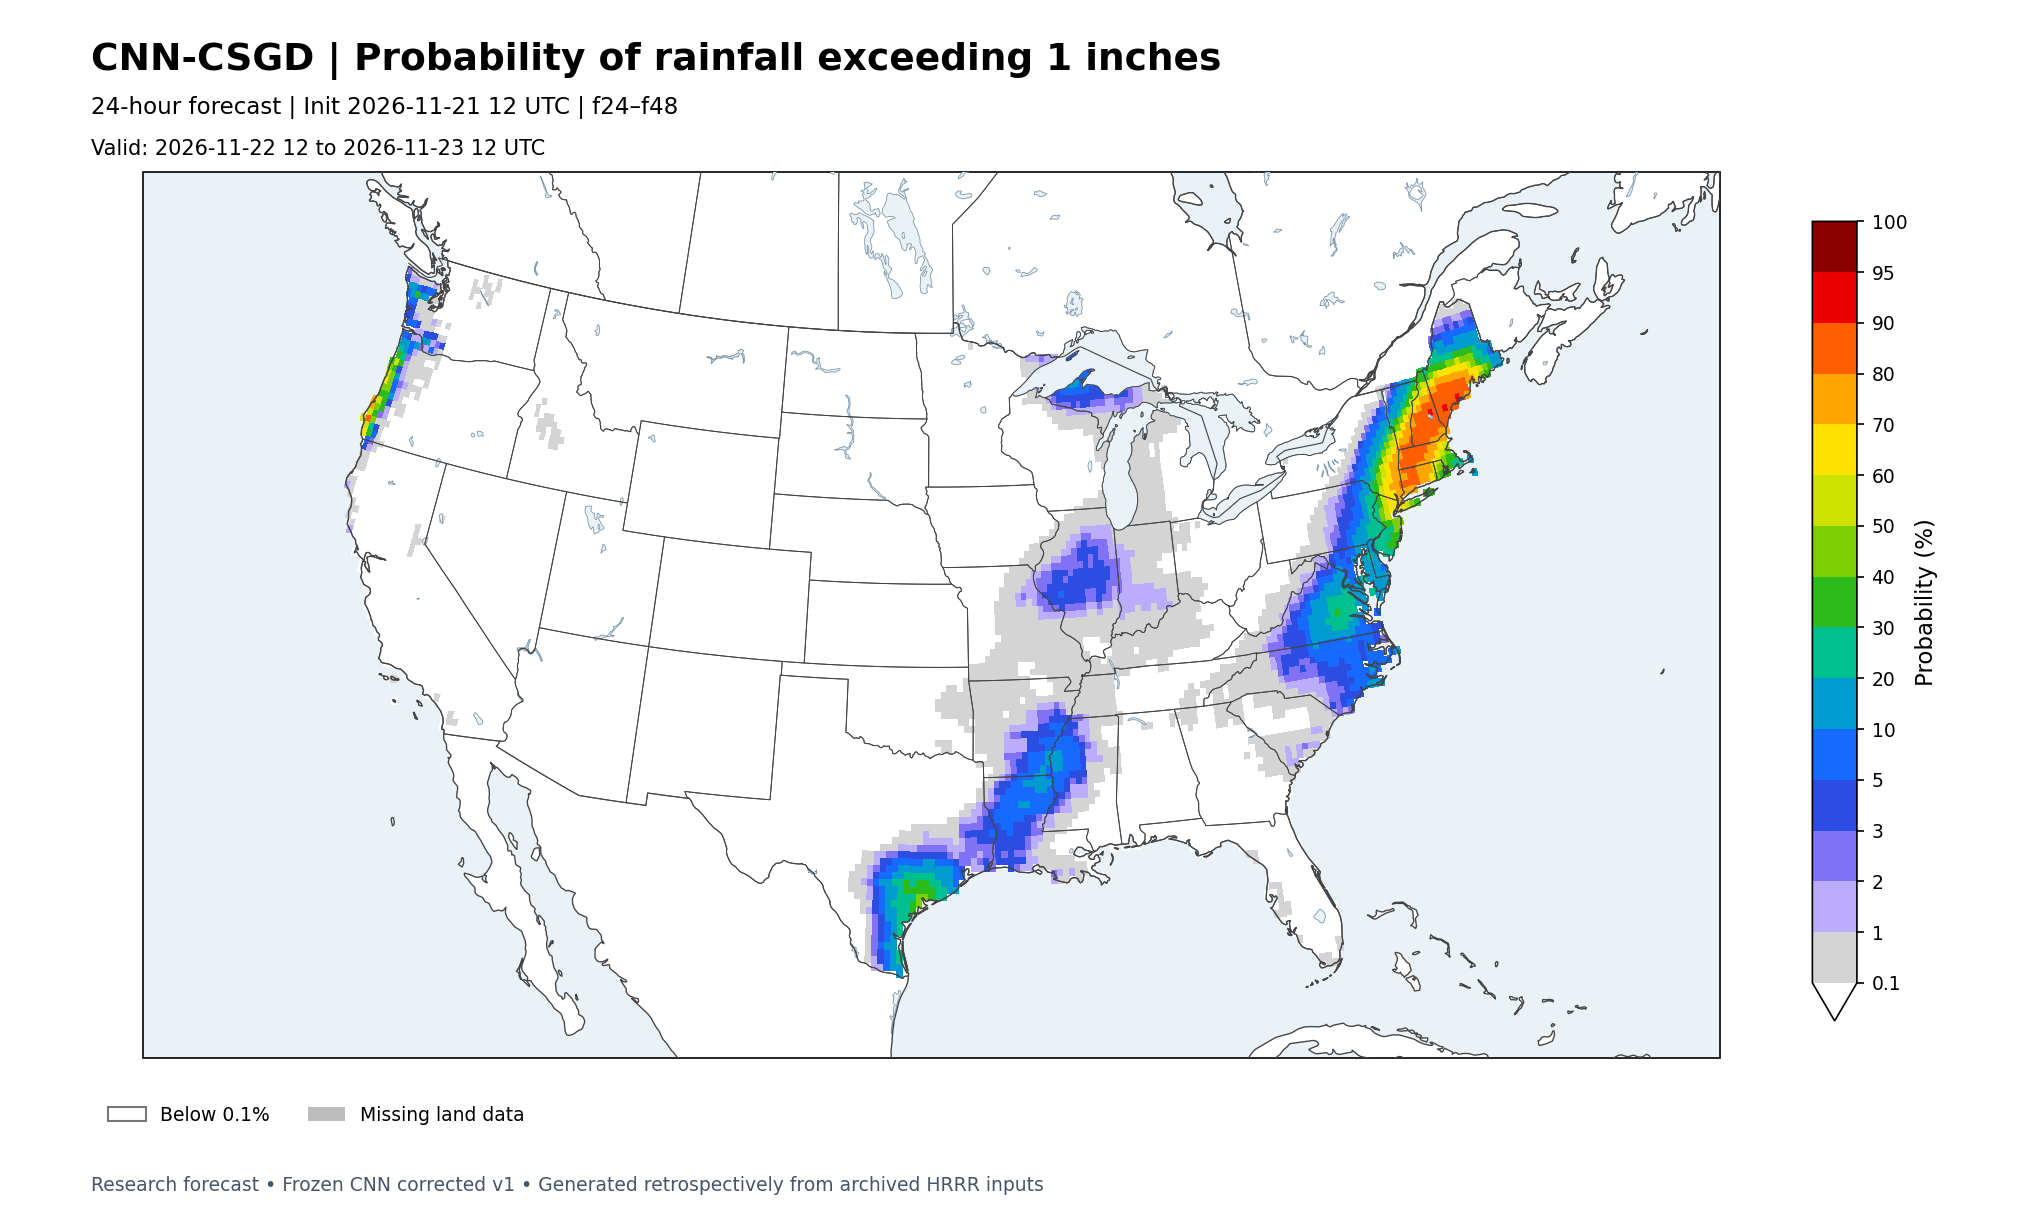 CNN-CSGD | Probability of rainfall exceeding 1 inches
24-hour forecast | Init 2026-11-21 12 UTC | f24–f48
Valid: 2026-11-22 12 to 2026-11-23 12 UTC
100
95
90
80
70
60
50
40
30
20
10
5
3
2
1
0.1
Probability (%)
Below 0.1%
Missing land data
Research forecast • Frozen CNN corrected v1 • Generated retrospectively from archived HRRR inputs